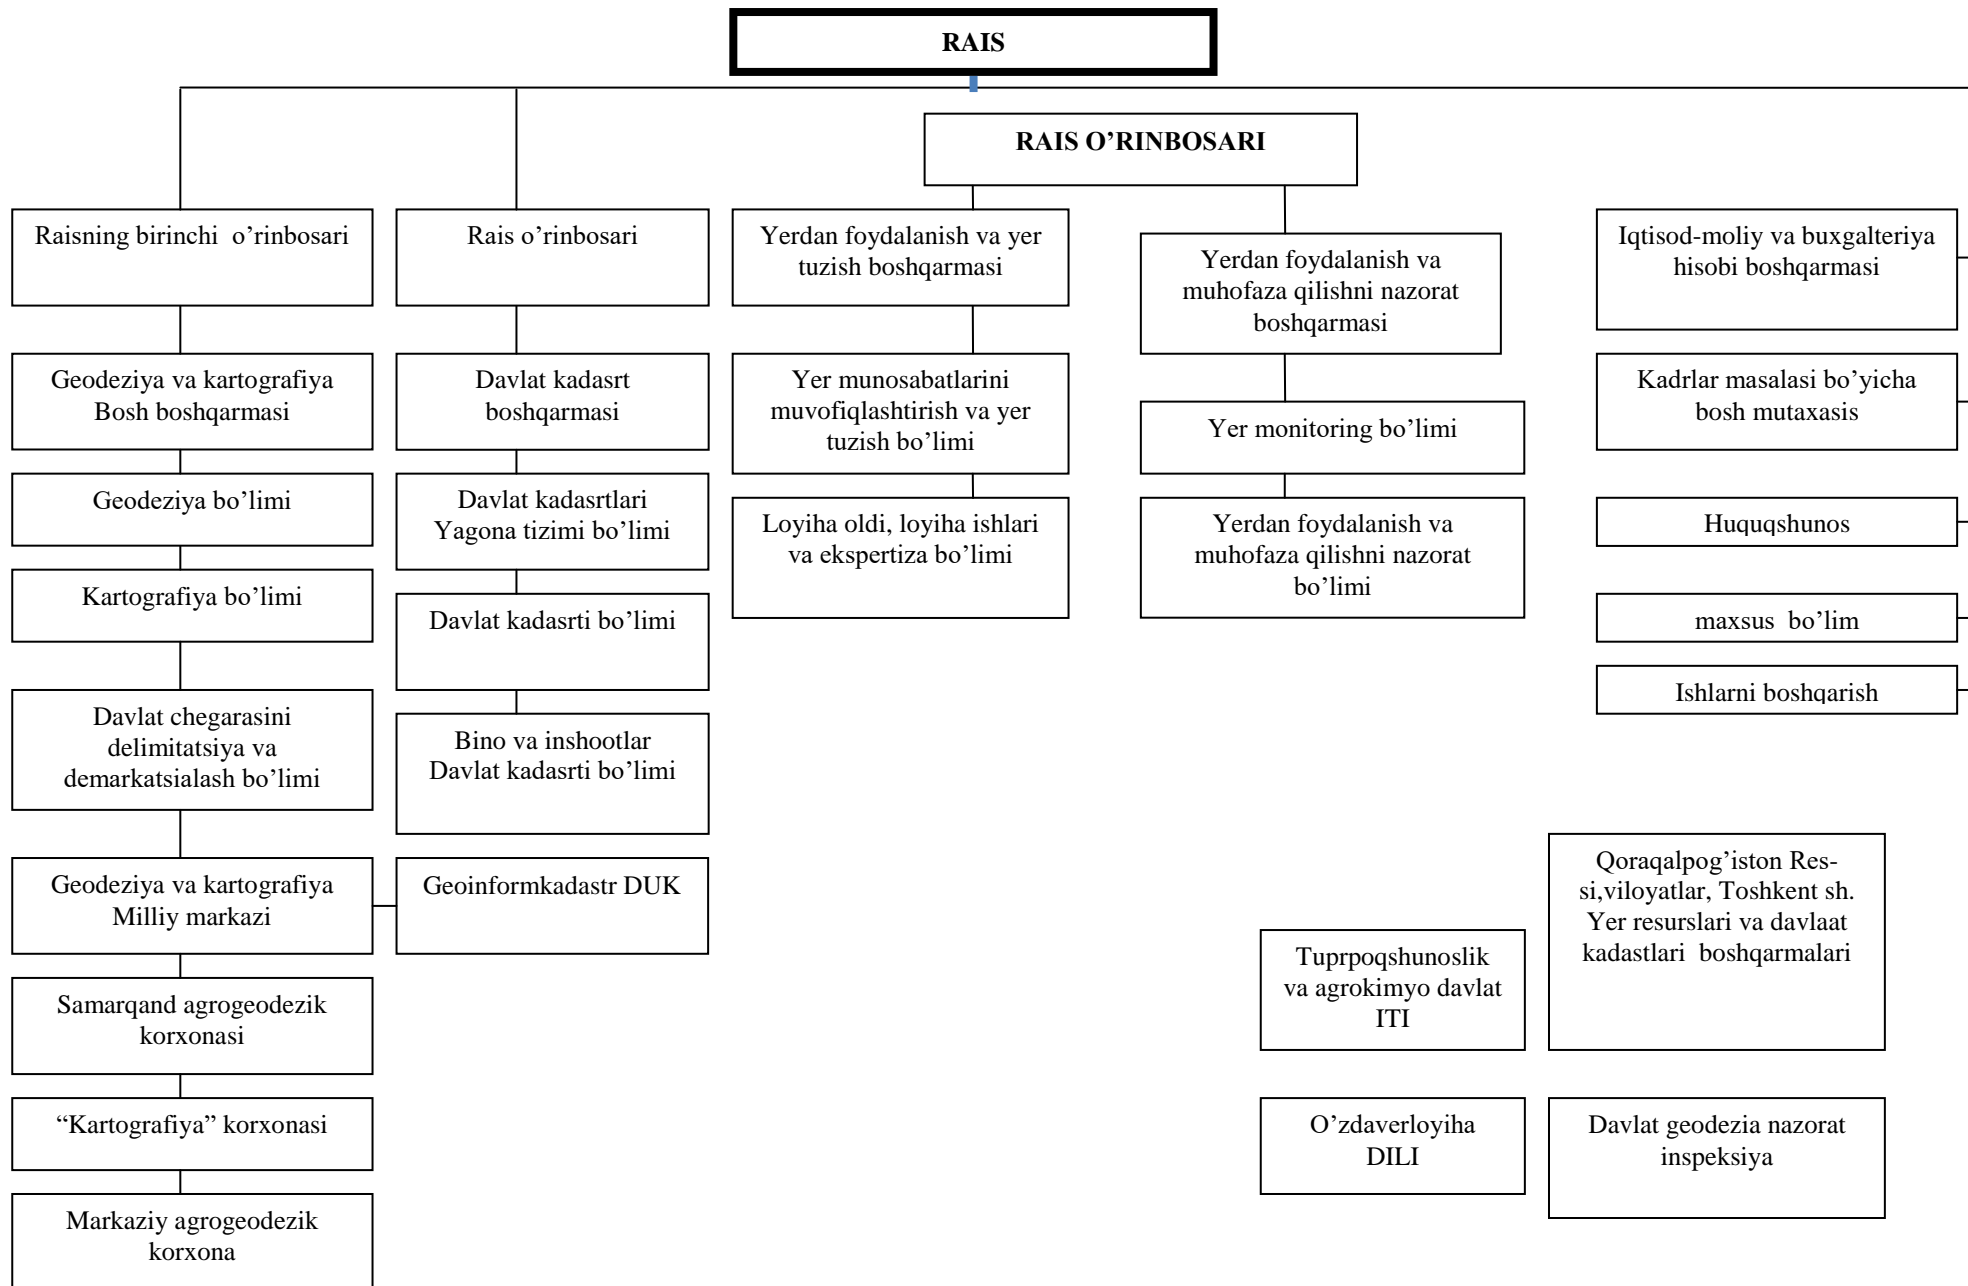 RAIS
RAIS O’RINBOSARI
Raisning birinchi o’rinbosari
Geodeziya va kartografiya
Bosh boshqarmasi
Geodeziya bo’limi
Kartografiya bo’limi
Davlat chegarasini
delimitatsiya va
demarkatsialash bo’limi
Geodeziya va kartografiya
Milliy markazi
Samarqand agrogeodezik
korxonasi
“Kartografiya” korxonasi
Markaziy agrogeodezik
korxona
Rais o’rinbosari
Davlat kadasrt
boshqarmasi
Davlat kadasrtlari
Yagona tizimi bo’limi
Davlat kadasrti bo’limi
Bino va inshootlar
Davlat kadasrti bo’limi
Geoinformkadastr DUK
Yerdan foydalanish va yer
tuzish boshqarmasi
Yer munosabatlarini
muvofiqlashtirish va yer
tuzish bo’limi
Loyiha oldi, loyiha ishlari
va ekspertiza bo’limi
Yerdan foydalanish va
muhofaza qilishni nazorat
boshqarmasi
Yer monitoring bo’limi
Yerdan foydalanish va
muhofaza qilishni nazorat
bo’limi
Iqtisod-moliy va buxgalteriya
hisobi boshqarmasi
Kadrlar masalasi bo’yicha
bosh mutaxasis
Huquqshunos
maxsus bo’lim
Ishlarni boshqarish
Tuprpoqshunoslik
va agrokimyo davlat
ITI
Qoraqalpog’iston Res-
si,viloyatlar, Toshkent sh.
Yer resurslari va davlaat
kadastlari boshqarmalari
O’zdaverloyiha
DILI
Davlat geodezia nazorat
inspeksiya